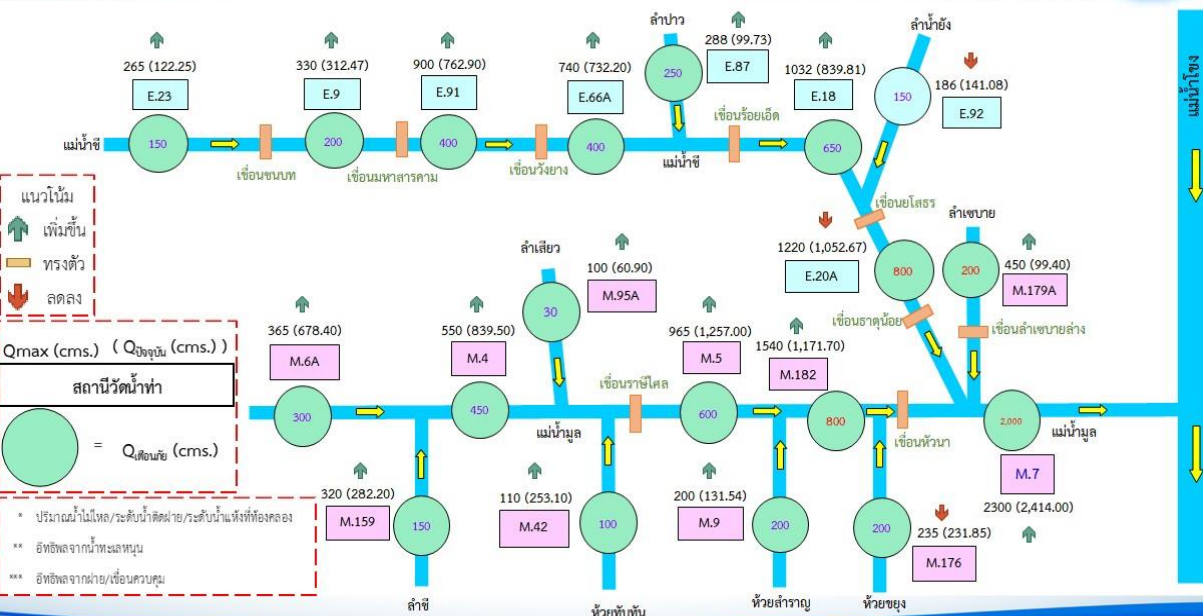 ลำปาว
ลำน้ำยัง
265 (122.25)
330 (312.47)
900 (762.90)
740 (732.20)
288 (99.73)
1032 (839.81)
186 (141.08)
E.23
E.9
E.91
E.66A
E.87
E.18
E.92
แม่น้ำโขง
แม่น้ำชี
150
200
400
400
250
650
150
เขื่อนชนบท
เขื่อนมหาสารคาม
เขื่อนวังยาง
แม่น้ำชี
เขื่อนร้อยเอ็ด
แนวโน้ม
เพิ่มขึ้น
ทรงตัว
ลดลง
เขื่อนยโสธร
ลำเซบาย
ลำเสียว
1220 (1,052.67)
E.20A
800
200
450 (99.40)
M.179A
100 (60.90)
M.95A
30
เขื่อนธาตุน้อย
เขื่อนลำเซบายล่าง
365 (678.40)
M.6A
550 (839.50)
M.4
965 (1,257.00)
M.5
1540 (1,171.70)
M.182
Qmax (cms.) ( Qปัจจุบัน (cms.) )
สถานีวัดน้ำท่า
= Qเตือนภัย (cms.)
เขื่อนราษีไศล
300
450
แม่น้ำมูล
600
800
เขื่อนหัวนา
2,000
แม่น้ำมูล
M.7
2300 (2,414.00)
320 (282.20)
M.159
150
110 (253.10)
M.42
100
200 (131.54)
M.9
200
200
235 (231.85)
M.176
* ปริมาณน้ำไม่ไหล/ระดับน้ำติดฝาย/ระดับน้ำแห้งที่ท้องคลอง
** อิทธิพลจากน้ำทะเลหนุน
*** อิทธิพลจากฝาย/เขื่อนควบคุม
ลำชี
ห้วยทับทัน
ห้วยสำราญ
ห้วยขยุง